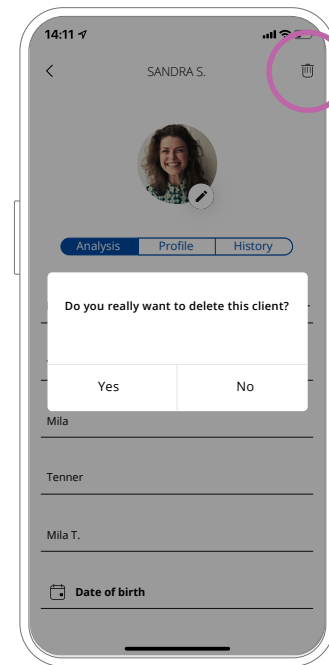 14:11
SANDRA S.
Analysis Profile History
Do you really want to delete this client?
Yes No
Mila
Tenner
Mila T.
Date of birth